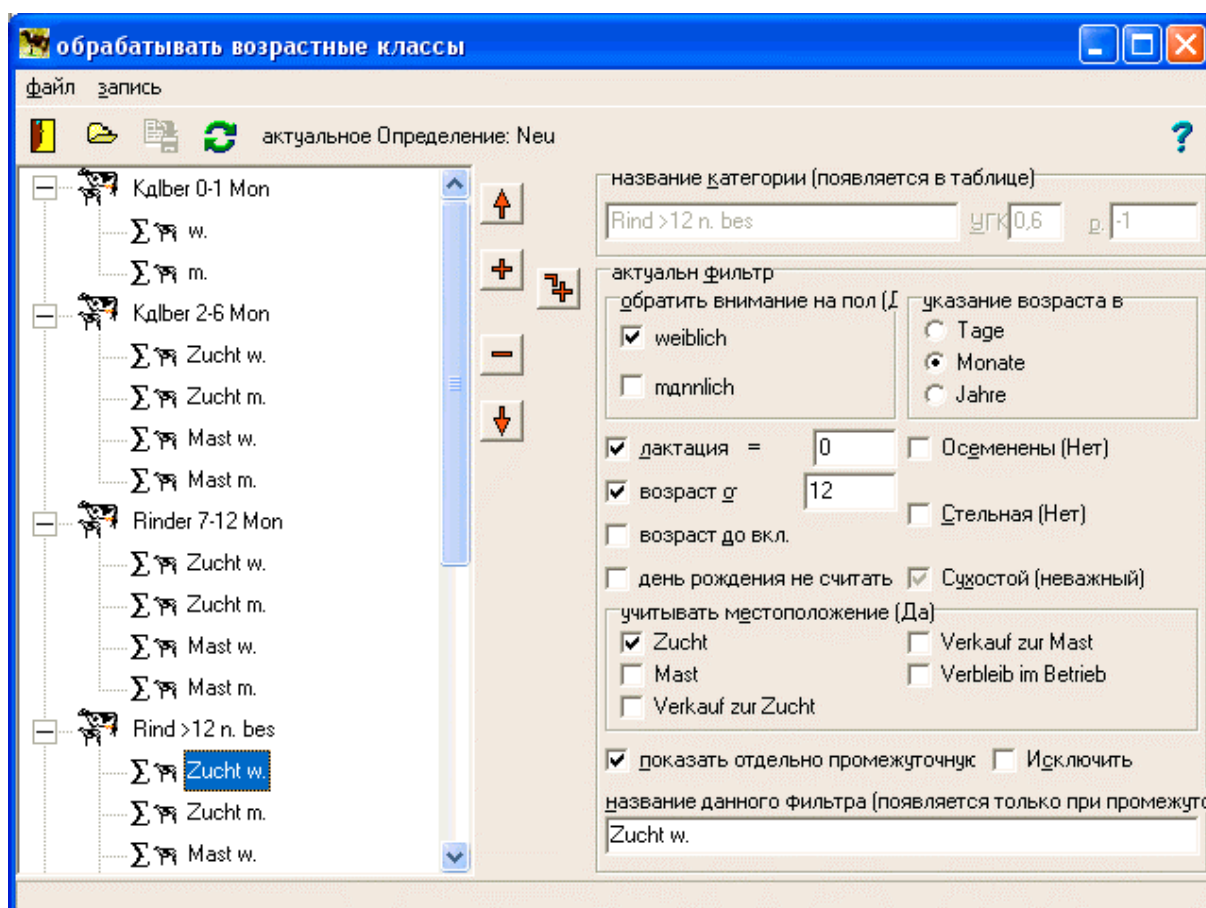 обрабатывать возрастные классы
файл запись
актуальное Определение: Neu
?
Kдlber 0-1 Mon
Σ w.
Σ m.
Kдlber 2-6 Mon
Σ Zucht w.
Σ Zucht m.
Σ Mast w.
Σ Mast m.
Rinder 7-12 Mon
Σ Zucht w.
Σ Zucht m.
Σ Mast w.
Σ Mast m.
Rind >12 n. bes
Σ Zucht w.
Σ Zucht m.
Σ Mast w.
название категории (появляется в таблице)
Rind >12 n. bes УГК 0,6 р. -1
актуальн фильтр
обратить внимание на пол (Д
weiblich
mдnnlich
указание возраста в
Tage
Monate
Jahre
лактация = 0 Осеменены (Нет)
возраст о 12
Стельная (Нет)
возраст до вкл.
день рождения не считать Сухостой (неважный)
учитывать местоположение (Да)
Zucht Verkauf zur Mast
Mast Verbleib im Betrieb
Verkauf zur Zucht
показать отдельно промежуточную Исключить
название данного фильтра (появляется только при промежуто
Zucht w.